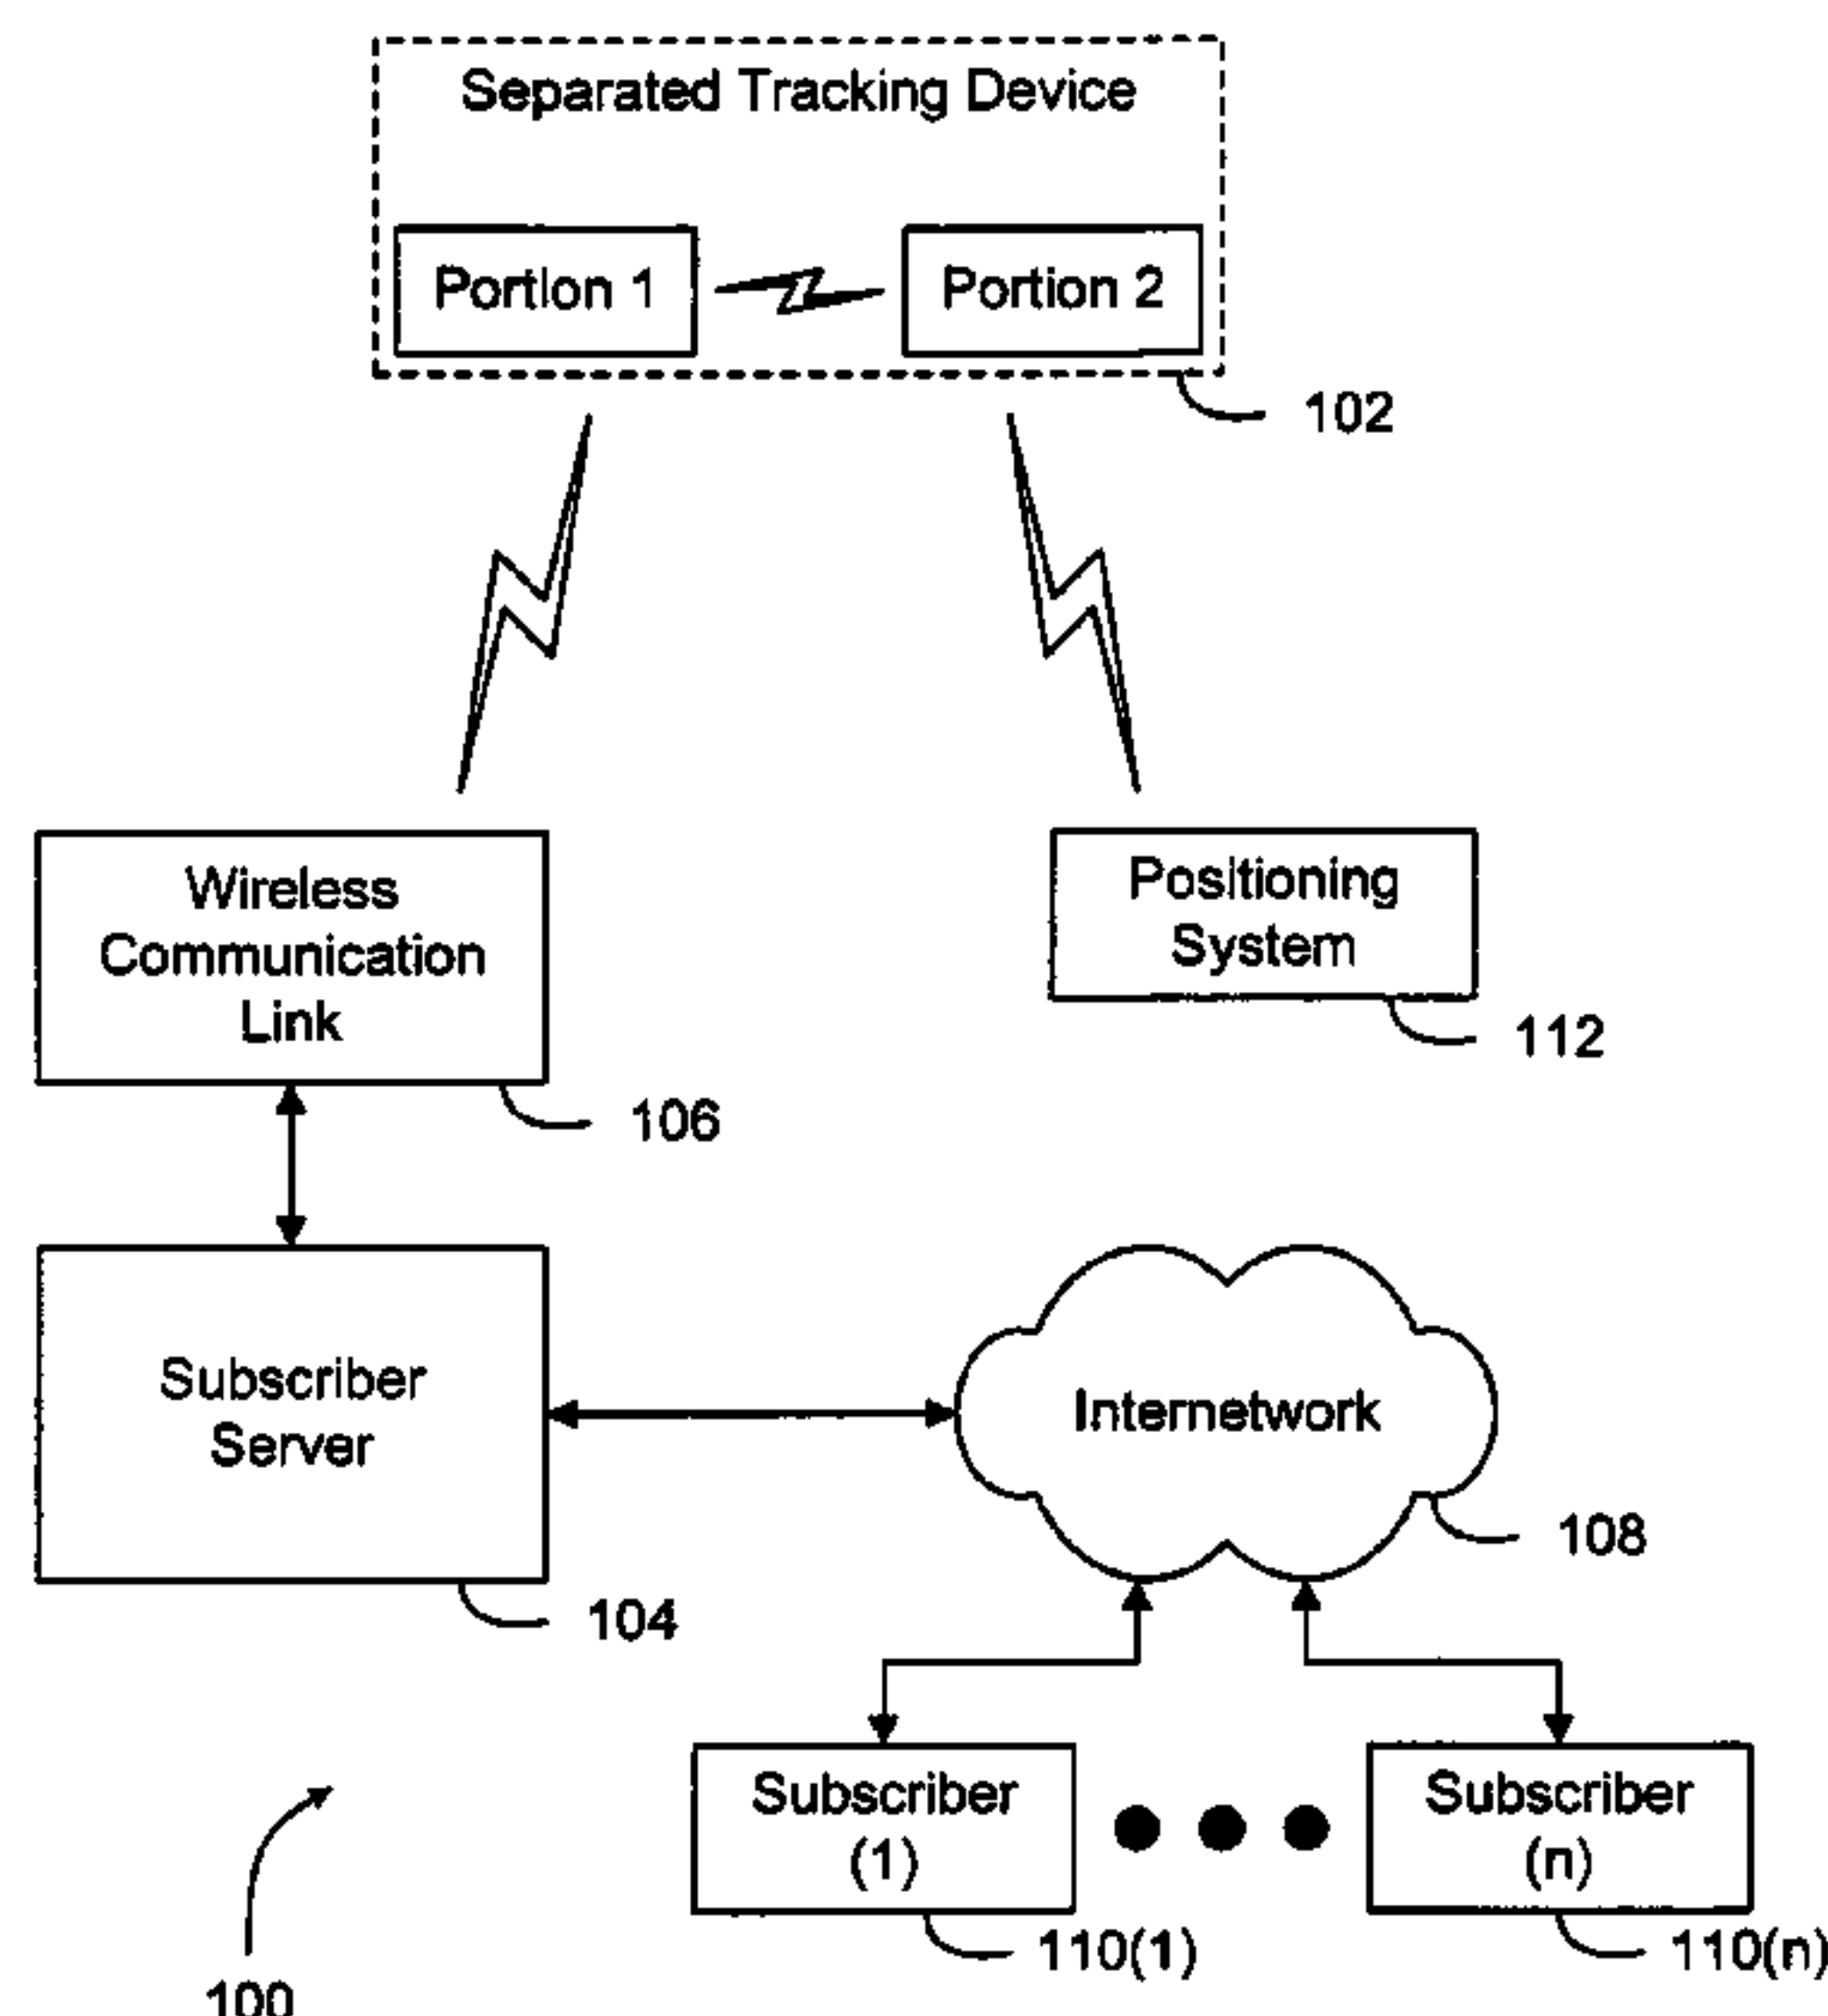 Separated Tracking Device
Portion 1
Portion 2
102
Wireless
Communication
Link
106
Positioning
System
112
Subscriber
Server
104
Internetwork
108
Subscriber
(1)
110(1)
Subscriber
(n)
110(n)
100